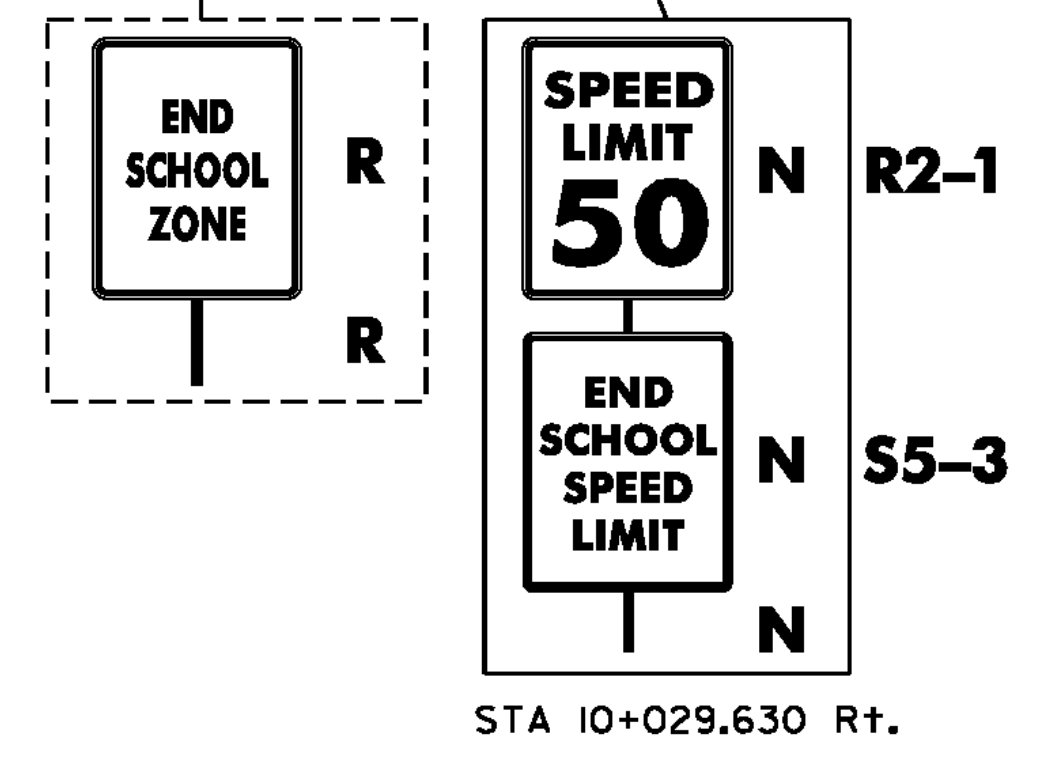 END
SCHOOL
ZONE
R
R
SPEED
LIMIT
50
N
R2-1
END
SCHOOL
SPEED
LIMIT
N
S5-3
N
STA 10+029.630 Rt.